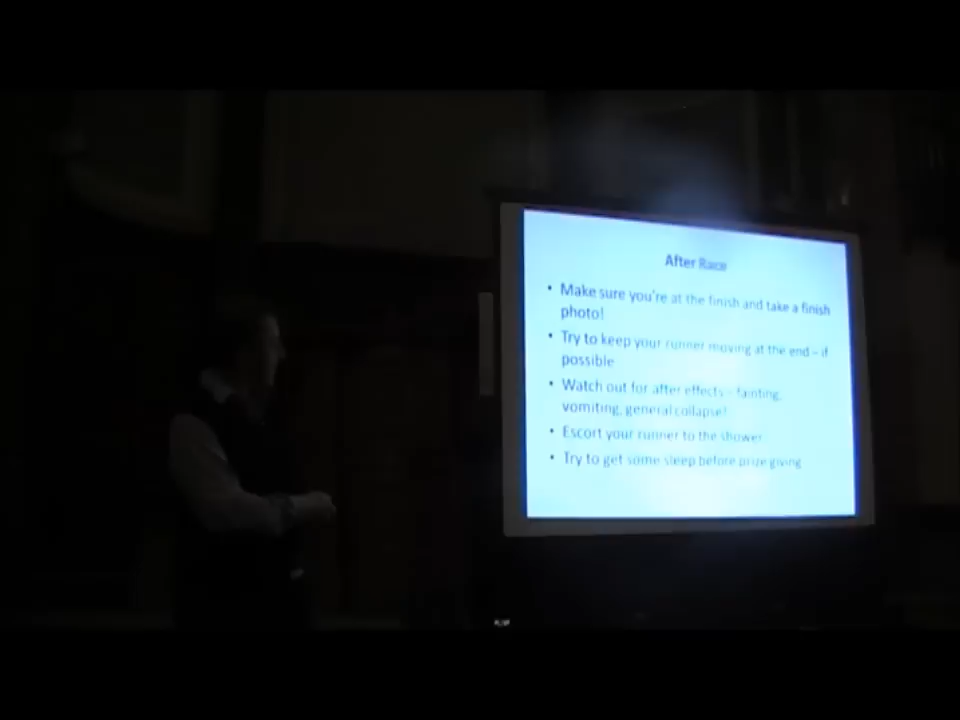 After Race
• Make sure you're at the finish and take a finish
photo!
• Try to keep your runner moving at the end – if
possible
• Watch out for after effects – fainting,
vomiting, general collapse!
• Escort your runner to the shower
• Try to get some sleep before prize giving